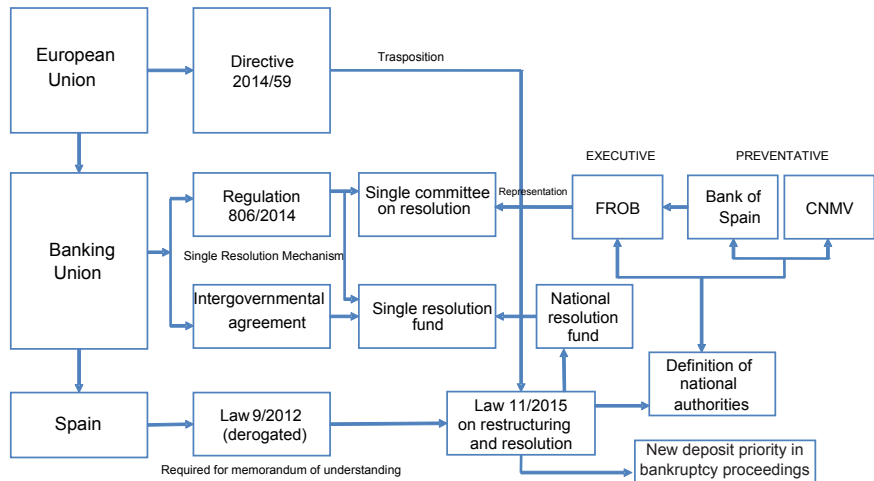 European
Union
Directive
2014/59
Trasposition
EXECUTIVE
PREVENTATIVE
Banking
Union
Regulation
806/2014
Single committee
on resolution
Representation
FROB
Bank of
Spain
CNMV
Single Resolution Mechanism
Intergovernmental
agreement
Single resolution
fund
National
resolution
fund
Definition of
national
authorities
Spain
Law 9/2012
(derogated)
Law 11/2015
on restructuring
and resolution
New deposit priority in
bankruptcy proceedings
Required for memorandum of understanding